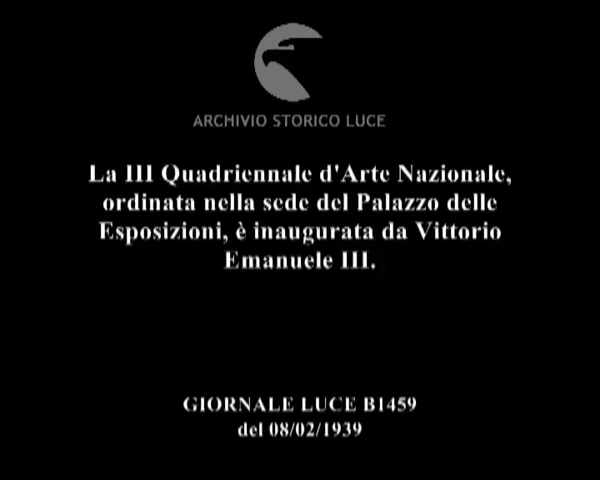 ARCHIVIO STORICO LUCE
La III Quadriennale d'Arte Nazionale,
ordinata nella sede del Palazzo delle
Esposizioni, è inaugurata da Vittorio
Emanuele III.
GIORNALE LUCE B1459
del 08/02/1939